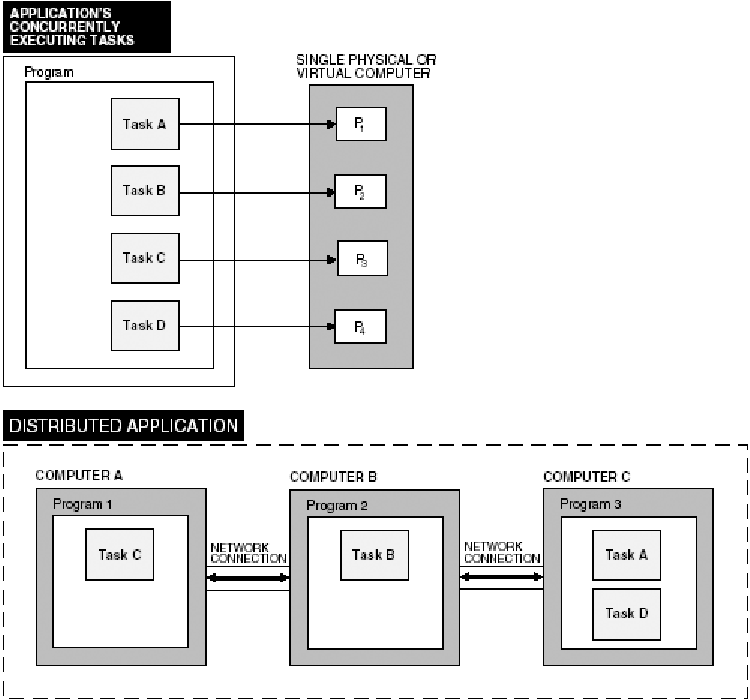 APPLICATION'S
CONCURRENTLY
EXECUTING TASKS
Program
SINGLE PHYSICAL OR
VIRTUAL COMPUTER
Task A
P1
Task B
P2
Task C
P3
Task D
P4
DISTRIBUTED APPLICATION
COMPUTER A
COMPUTER B
COMPUTER C
Program 1
Program 2
Program 3
Task C
NETWORK
CONNECTION
Task B
NETWORK
CONNECTION
Task A
Task D